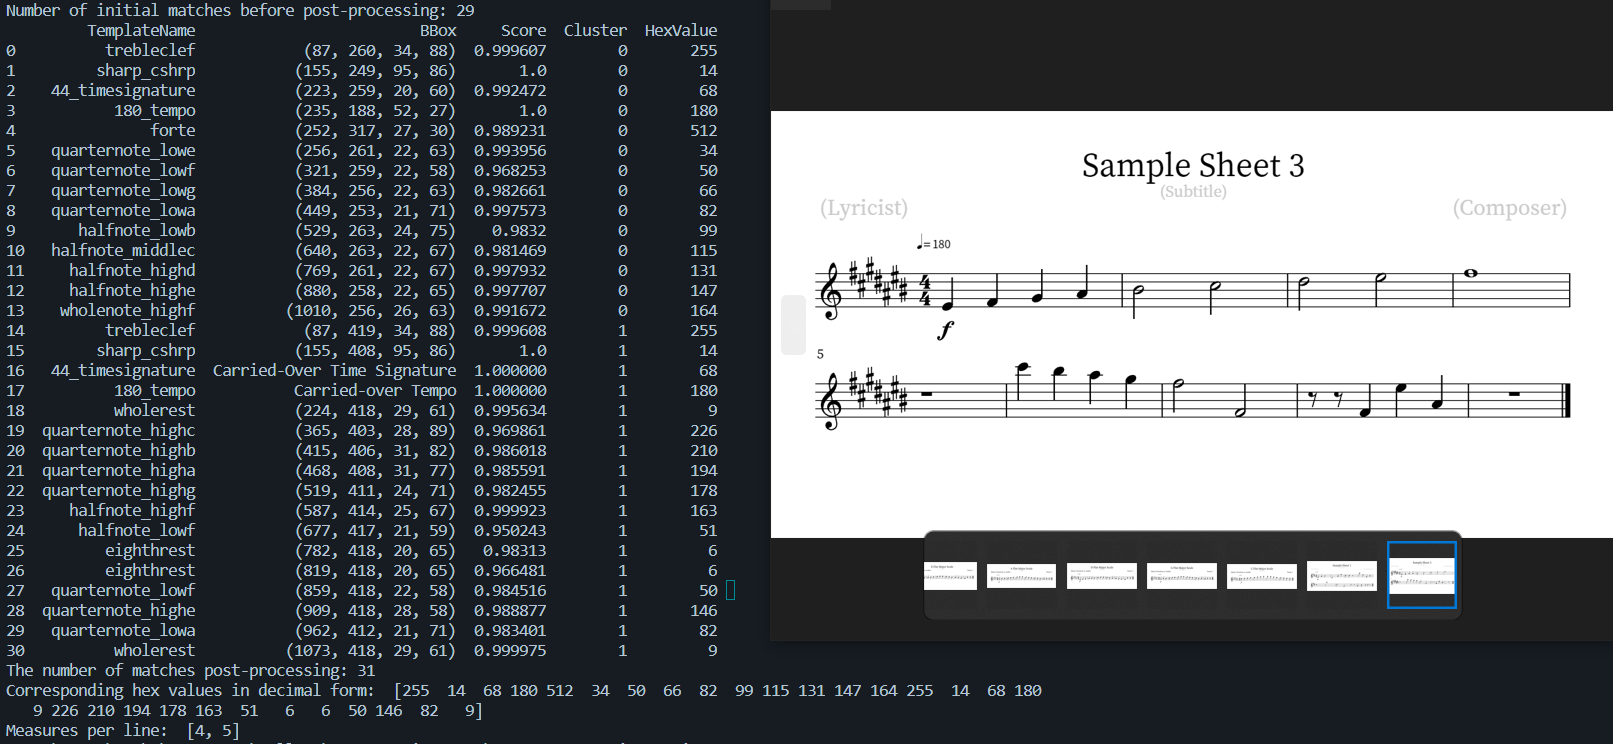 Number of initial matches before post-processing: 29
TemplateName BBox Score Cluster HexValue
0 trebleclef (87, 260, 34, 88) 0.999607 0 255
1 sharp_cshrp (155, 249, 95, 86) 1.0 0 14
2 44_timesignature (223, 259, 20, 60) 0.992472 0 68
3 180_tempo (235, 188, 52, 27) 1.0 0 180
4 forte (252, 317, 27, 30) 0.989231 0 512
5 quarternote_lowe (256, 261, 22, 63) 0.993956 0 34
6 quarternote_lowf (321, 259, 22, 58) 0.968253 0 50
7 quarternote_lowg (384, 256, 22, 63) 0.982661 0 66
8 quarternote_lowa (449, 253, 21, 71) 0.997573 0 82
9 halfnote_lowb (529, 263, 24, 75) 0.9832 0 99
10 halfnote_middlec (640, 263, 22, 67) 0.981469 0 115
11 halfnote_highd (769, 261, 22, 67) 0.997932 0 131
12 halfnote_highe (880, 258, 22, 65) 0.997707 0 147
13 wholenote_highf (1010, 256, 26, 63) 0.991672 0 164
14 trebleclef (87, 419, 34, 88) 0.999608 1 255
15 sharp_cshrp (155, 408, 95, 86) 1.0 1 14
16 44_timesignature Carried-Over Time Signature 1.000000 1 68
17 180_tempo Carried-over Tempo 1.000000 1 180
18 wholerest (224, 418, 29, 61) 0.995634 1 9
19 quarternote_highc (365, 403, 28, 89) 0.969861 1 226
20 quarternote_highb (415, 406, 31, 82) 0.986018 1 210
21 quarternote_higha (468, 408, 31, 77) 0.985591 1 194
22 quarternote_highg (519, 411, 24, 71) 0.982455 1 178
23 halfnote_highf (587, 414, 25, 67) 0.999923 1 163
24 halfnote_lowf (677, 417, 21, 59) 0.950243 1 51
25 eighthrest (782, 418, 20, 65) 0.98313 1 6
26 eighthrest (819, 418, 20, 65) 0.966481 1 6
27 quarternote_lowf (859, 418, 22, 58) 0.984516 1 50
28 quarternote_highe (909, 418, 28, 58) 0.988877 1 146
29 quarternote_lowa (962, 412, 21, 71) 0.983401 1 82
30 wholerest (1073, 418, 29, 61) 0.999975 1 9
The number of matches post-processing: 31
Corresponding hex values in decimal form: [255 14 68 180 512 34 50 66 82 99 115 131 147 164 255 14 68 180
9 226 210 194 178 163 51 6 6 50 146 82 9]
Measures per line: [4, 5]
Sample Sheet 3
(Subtitle)
(Lyricist) (Composer)
♩=180
4
4
f
5